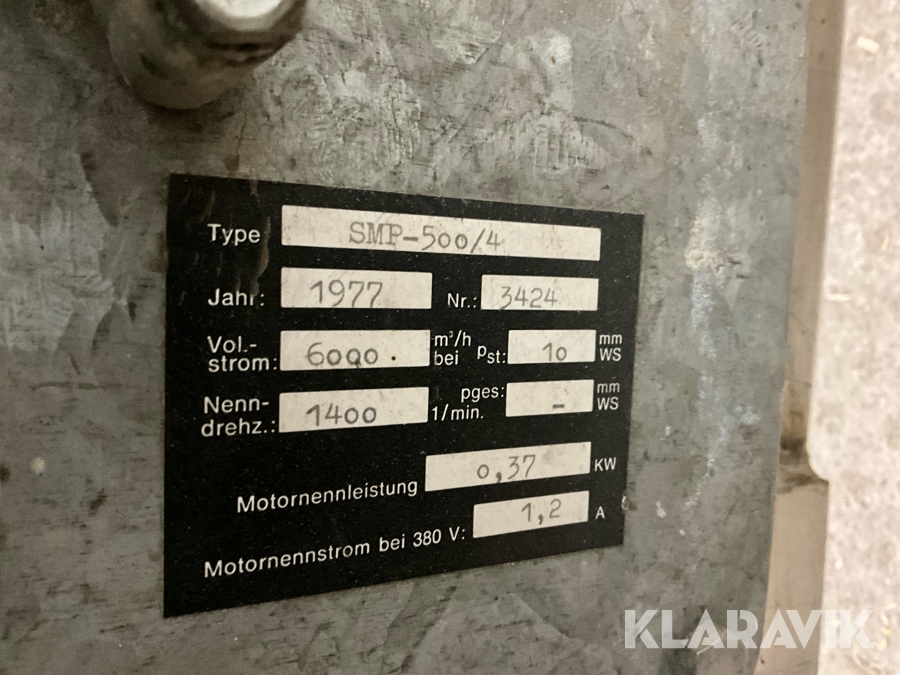 Type SMP-500/4
Jahr: 1977 Nr.: 3424
Vol.-strom: 6000. m³/h bei pst: 10 mm WS
Nenn-drehz.: 1400 1/min. pges: - mm WS
Motornennleistung 0,37 KW
Motornennstrom bei 380 V: 1,2 A
KLARAVIK